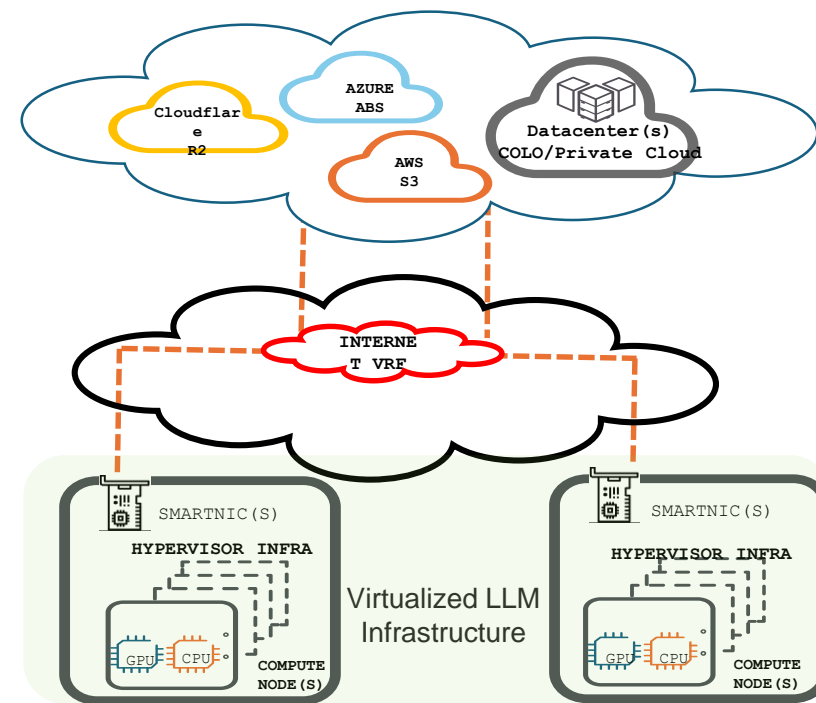 Cloudflar
e
R2
AZURE
ABS
AWS
S3
Datacenter(s)
COLO/Private Cloud
INTERNE
T VRF
SMARTNIC(S)
HYPERVISOR INFRA
GPU
CPU
COMPUTE
NODE(S)
Virtualized LLM
Infrastructure
SMARTNIC(S)
HYPERVISOR INFRA
GPU
CPU
COMPUTE
NODE(S)